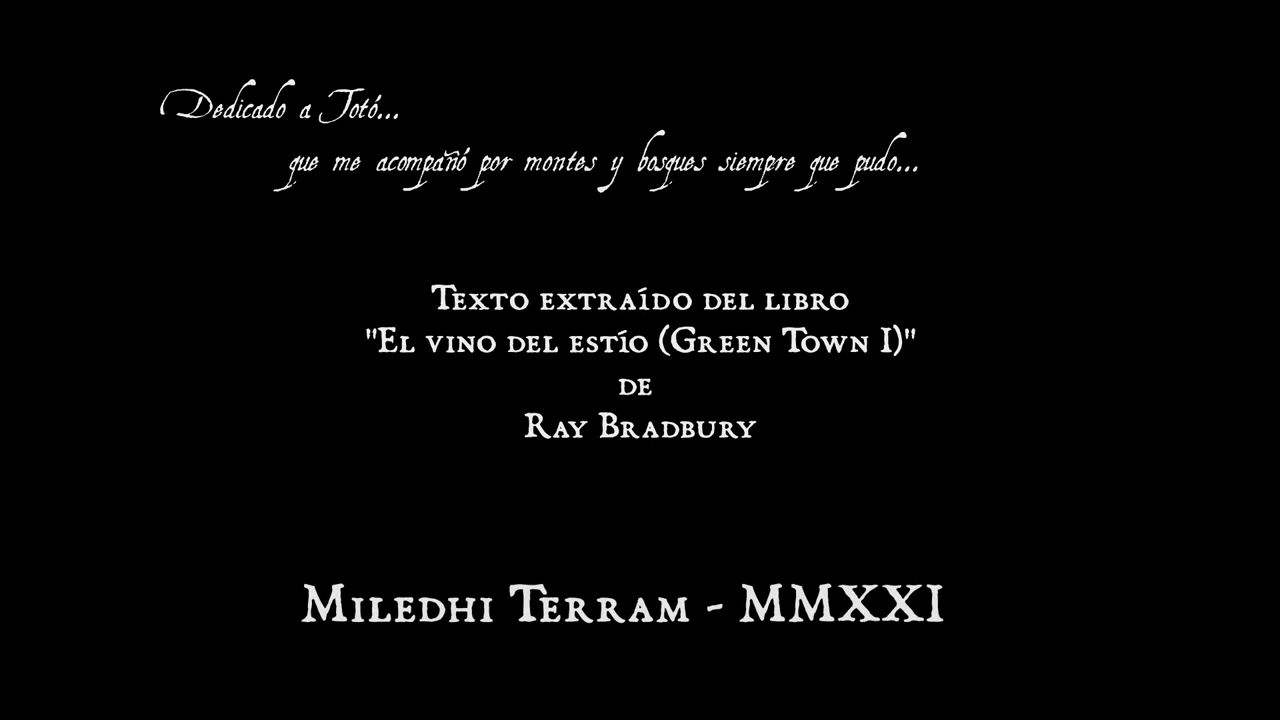 Dedicado a Totó...
que me acompañó por montes y bosques siempre que pudo...
Texto extraído del libro
"El vino del estío (Green Town I)"
de
Ray Bradbury
Miledhi Terram - MMXXI